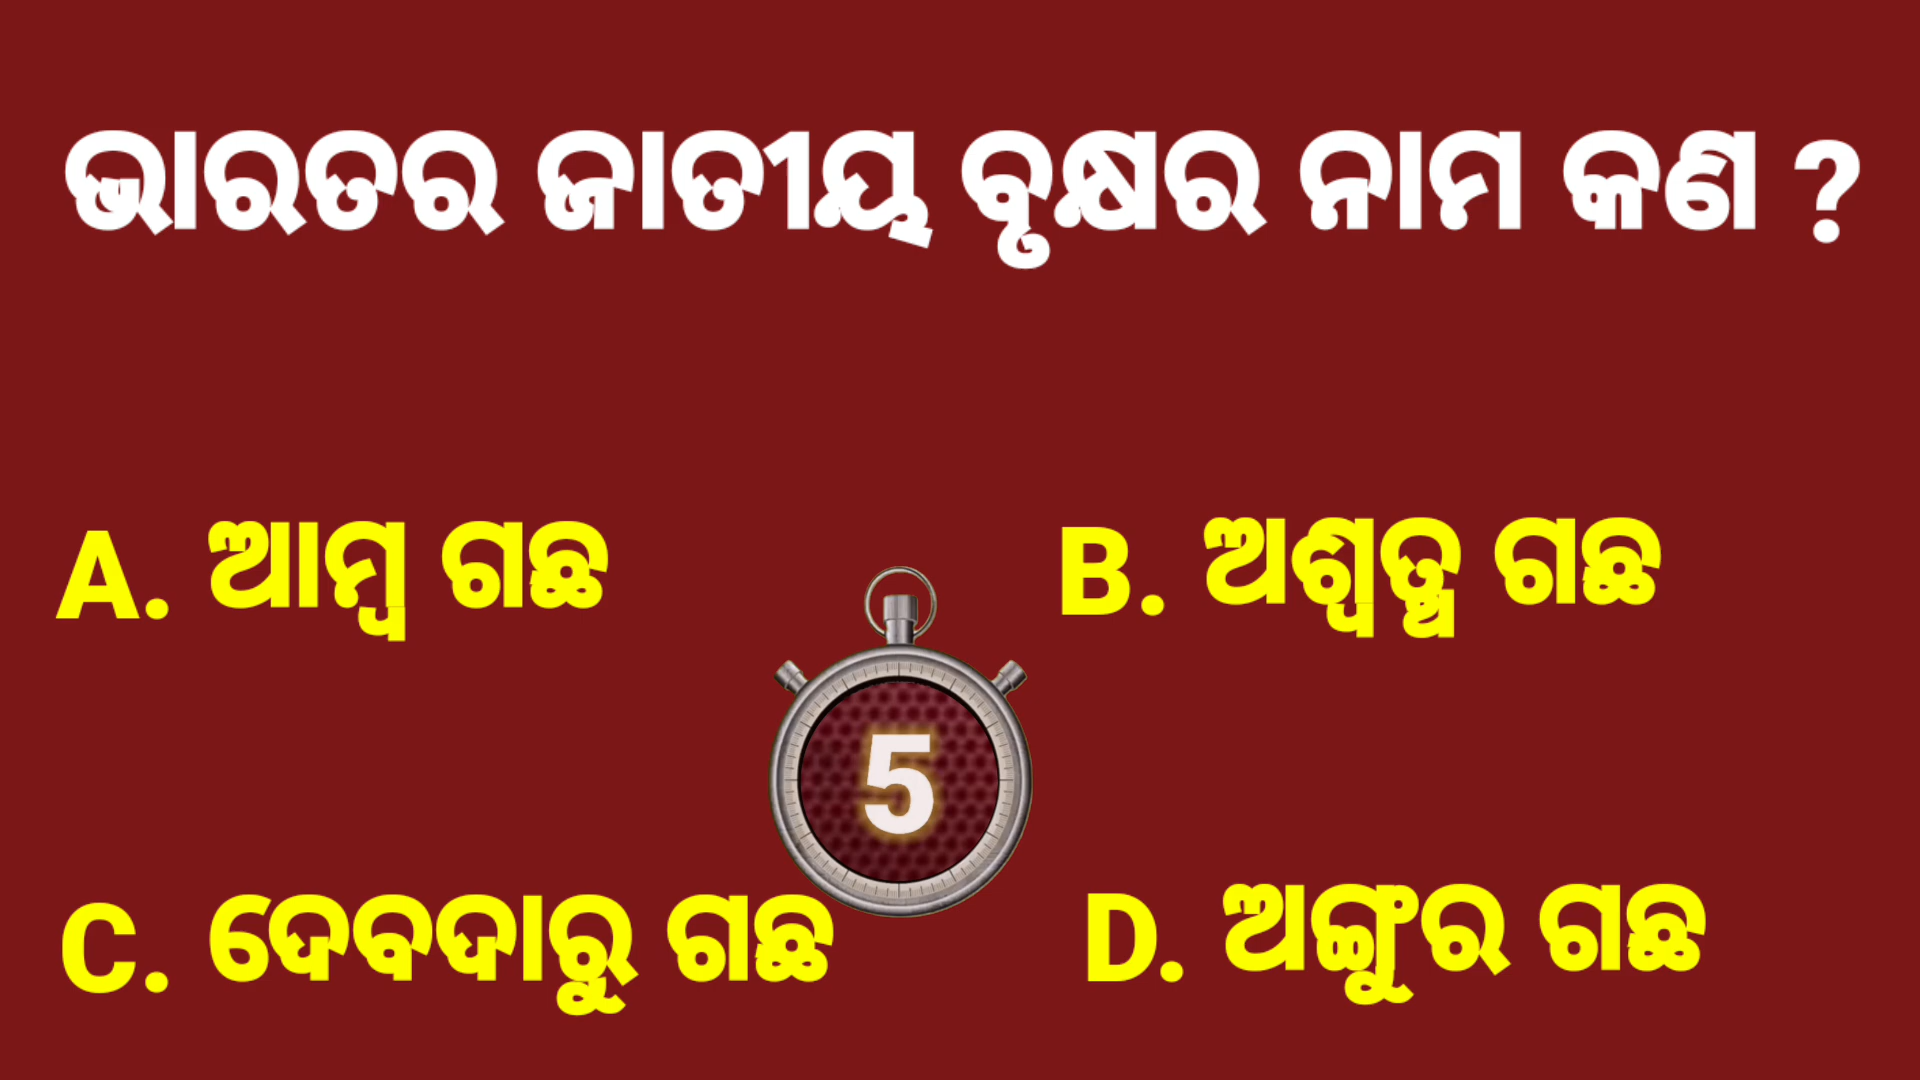 ଭାରତର ଜାତୀୟ ବୃକ୍ଷର ନାମ କଣ ?
A. ଆମ୍ବ ଗଛ
B. ଅଶ୍ୱତ୍ଥ ଗଛ
5
C. ଦେବଦାରୁ ଗଛ
D. ଅଙ୍ଗୁର ଗଛ